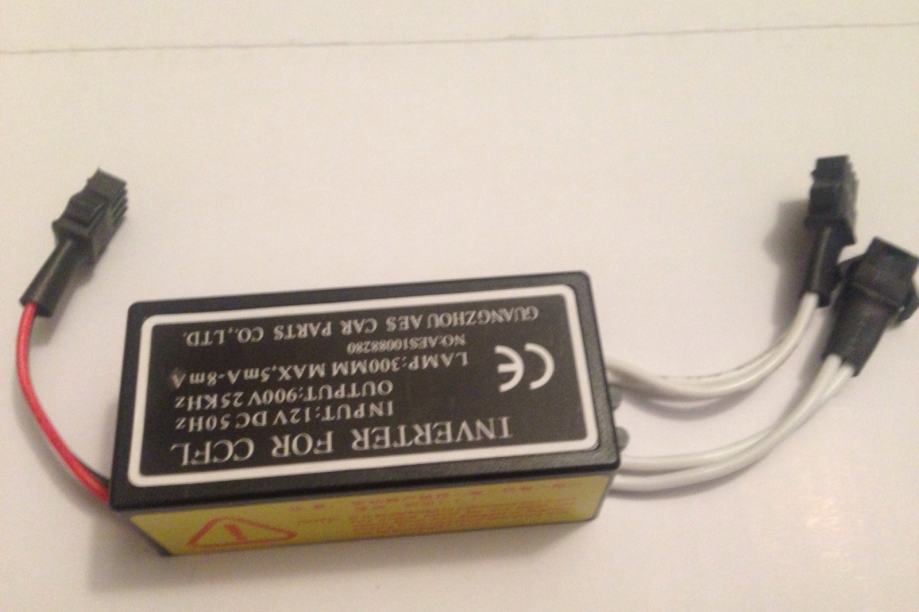 INVERTER FOR CCFL
INPUT:12V DC 50Hz
OUTPUT:900V 25KHz
LAMP:300MM MAX,5mA-8mA
NO.AES10088280
CE
GUANGZHOU AES CAR PARTS CO.,LTD.